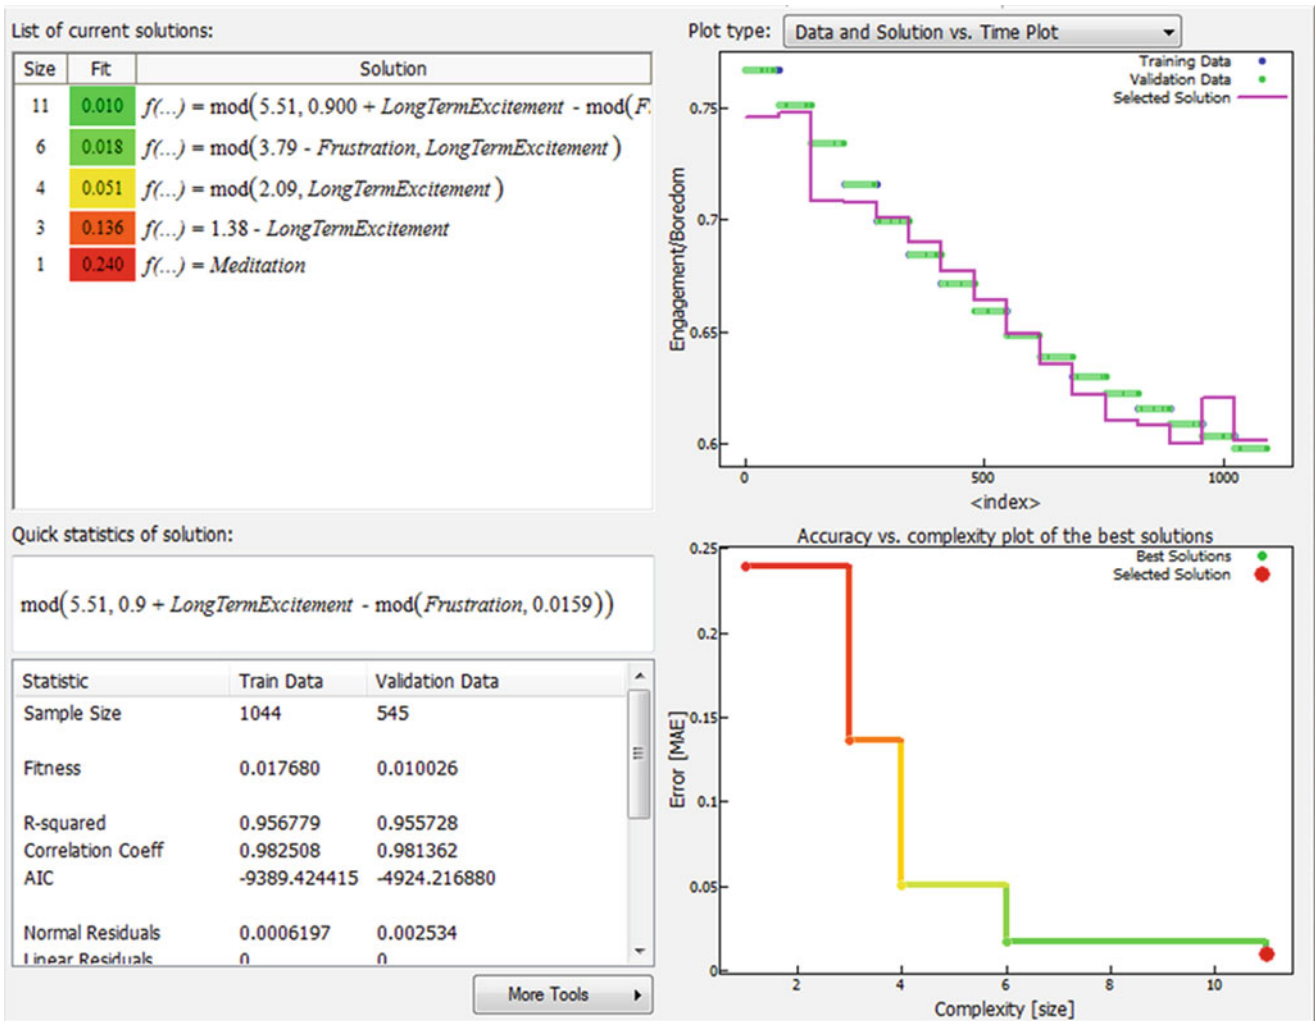 List of current solutions:
Size Fit Solution
11 0.010 f(...) = mod(5.51, 0.900 + LongTermExcitement - mod(F.
6 0.018 f(...) = mod(3.79 - Frustration, LongTermExcitement)
4 0.051 f(...) = mod(2.09, LongTermExcitement)
3 0.136 f(...) = 1.38 - LongTermExcitement
1 0.240 f(...) = Meditation
Plot type: Data and Solution vs. Time Plot
Training Data
Validation Data
Selected Solution
Engagement/Boredom
0.75
0.7
0.65
0.6
0 500 1000
<index>
Quick statistics of solution:
mod(5.51, 0.9 + LongTermExcitement - mod(Frustration, 0.0159))
Statistic Train Data Validation Data
Sample Size 1044 545
Fitness 0.017680 0.010026
R-squared 0.956779 0.955728
Correlation Coeff 0.982508 0.981362
AIC -9389.424415 -4924.216880
Normal Residuals 0.0006197 0.002534
Linear Residuals 0 0
More Tools
Accuracy vs. complexity plot of the best solutions
Best Solutions
Selected Solution
Error [MAE]
0.25
0.2
0.15
0.1
0.05
0
2 4 6 8 10
Complexity [size]